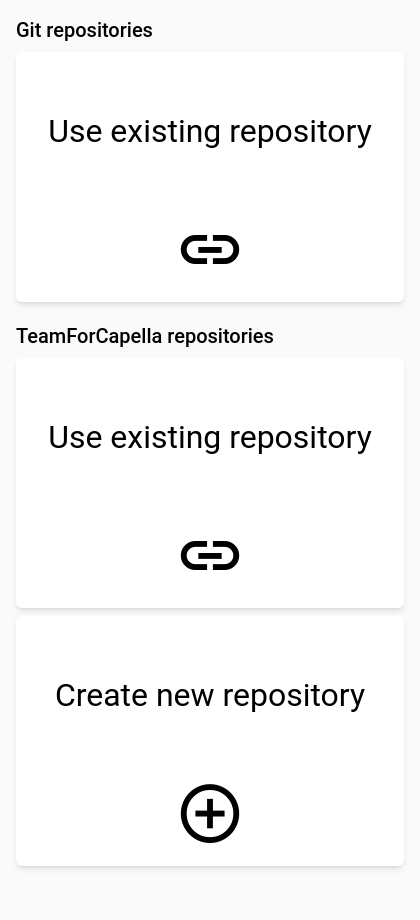 Git repositories
Use existing repository
TeamForCapella repositories
Use existing repository
Create new repository